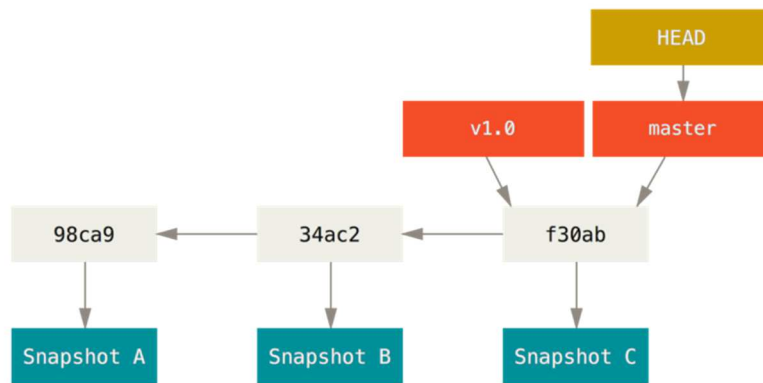 HEAD
v1.0
master
98ca9
34ac2
f30ab
Snapshot A
Snapshot B
Snapshot C